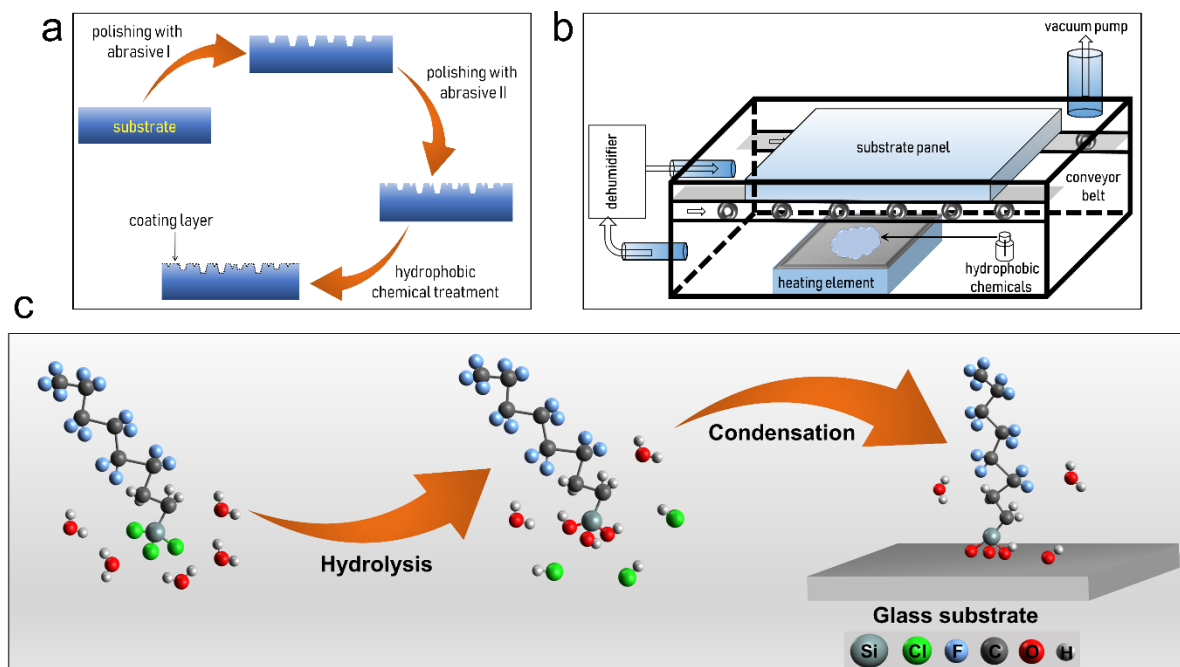 a
polishing with
abrasive I
polishing with
abrasive II
substrate
coating layer
hydrophobic
chemical treatment
b
vacuum pump
dehumidifier
substrate panel
conveyor
belt
heating element
hydrophobic
chemicals
c
Hydrolysis
Condensation
Glass substrate
Si Cl F C O H